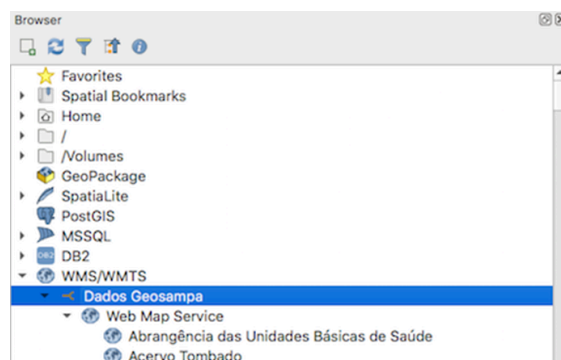 Browser
Favorites
Spatial Bookmarks
Home
/
/Volumes
GeoPackage
SpatiaLite
PostGIS
MSSQL
DB2 DB2
WMS/WMTS
Dados Geosampa
Web Map Service
Abrangência das Unidades Básicas de Saúde
Acervo Tombado